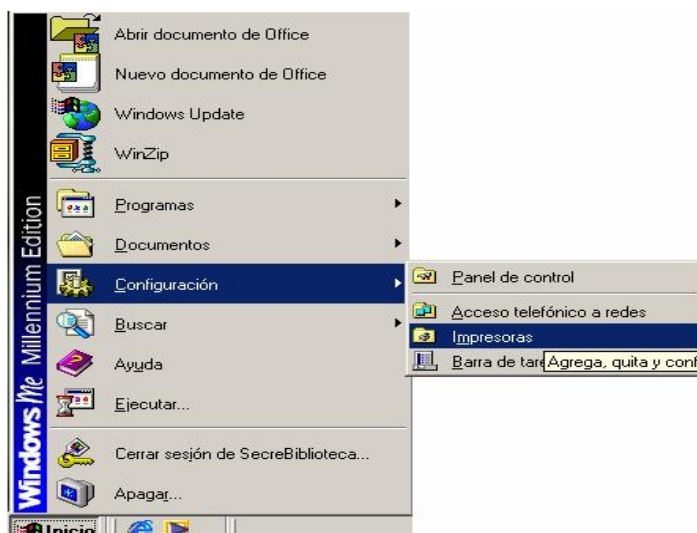 Abrir documento de Office
Nuevo documento de Office
Windows Update
WinZip
Programas
Documentos
Configuración
Buscar
Ayuda
Ejecutar...
Cerrar sesión de SecreBiblioteca...
Apagar...
Windows Me Millennium Edition
Panel de control
Acceso telefónico a redes
Impresoras
Barra de tare
Agrega, quita y conf
Inicio